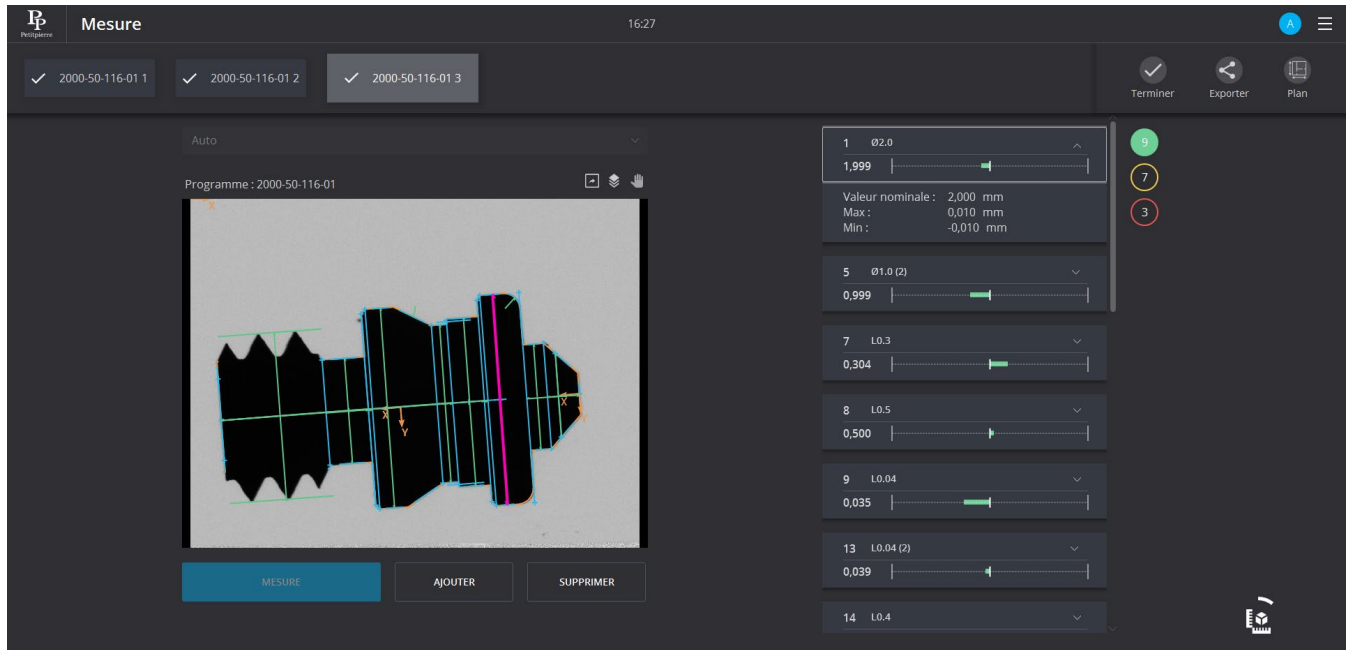 PP
Petitpierre
Mesure
16:27
A
2000-50-116-01 1
2000-50-116-01 2
2000-50-116-01 3
Terminer
Exporter
Plan
Auto
Programme : 2000-50-116-01
X
X
Y
X
MESURE
AJOUTER
SUPPRIMER
1 Ø2.0
1,999
Valeur nominale : 2,000 mm
Max : 0,010 mm
Min : -0,010 mm
5 Ø1.0 (2)
0,999
7 L0.3
0,304
8 L0.5
0,500
9 L0.04
0,035
13 L0.04 (2)
0,039
14 L0.4
9
7
3